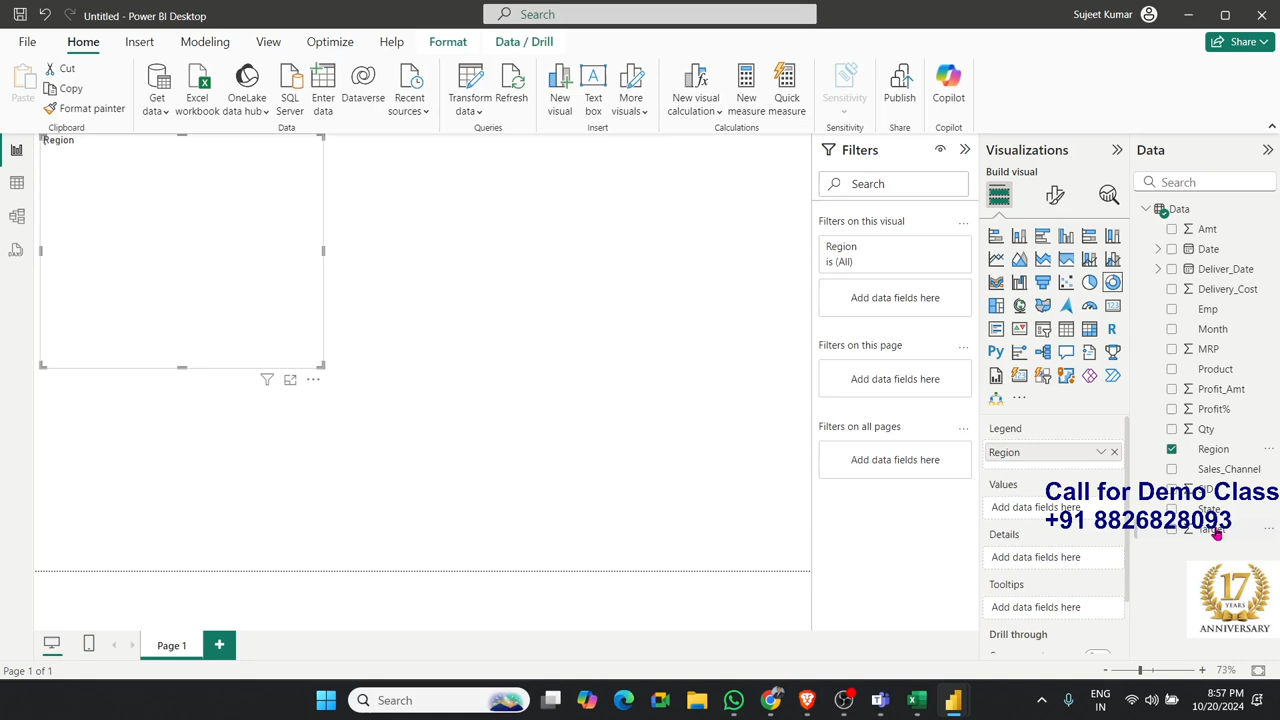 Untitled - Power BI Desktop
Search
Sujeet Kumar
File
Home
Insert
Modeling
View
Optimize
Help
Format
Data / Drill
Share
Paste
Cut
Copy
Format painter
Clipboard
Get data
Excel workbook
OneLake data hub
SQL Server
Enter data
Dataverse
Recent sources
Data
Transform data
Refresh
Queries
New visual
Text box
More visuals
Insert
New visual calculation
New measure
Quick measure
Calculations
Sensitivity
Sensitivity
Publish
Share
Copilot
Copilot
Region
Filters
Search
Filters on this visual
Region
is (All)
Add data fields here
Filters on this page
Add data fields here
Filters on all pages
Add data fields here
Visualizations
Build visual
123
R
Py
Legend
Region
Values
Add data fields here
Details
Add data fields here
Tooltips
Add data fields here
Drill through
Data
Search
Data
Amt
Date
Deliver_Date
Delivery_Cost
Emp
Month
MRP
Product
Profit_Amt
Profit%
Qty
Region
Sales_Channel
State
Target
Call for Demo Class
+91 8826828093
17
YEARS
ANNIVERSARY
Page 1
Page 1 of 1
73%
Search
ENG
IN
8:57 PM
10/20/2024